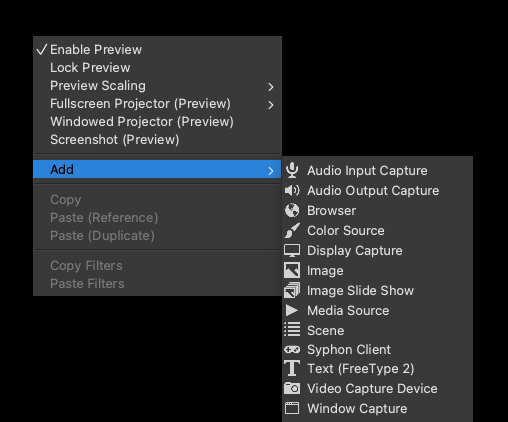 Enable Preview
Lock Preview
Preview Scaling
Fullscreen Projector (Preview)
Windowed Projector (Preview)
Screenshot (Preview)
Add
Copy
Paste (Reference)
Paste (Duplicate)
Copy Filters
Paste Filters
Audio Input Capture
Audio Output Capture
Browser
Color Source
Display Capture
Image
Image Slide Show
Media Source
Scene
Syphon Client
Text (FreeType 2)
Video Capture Device
Window Capture